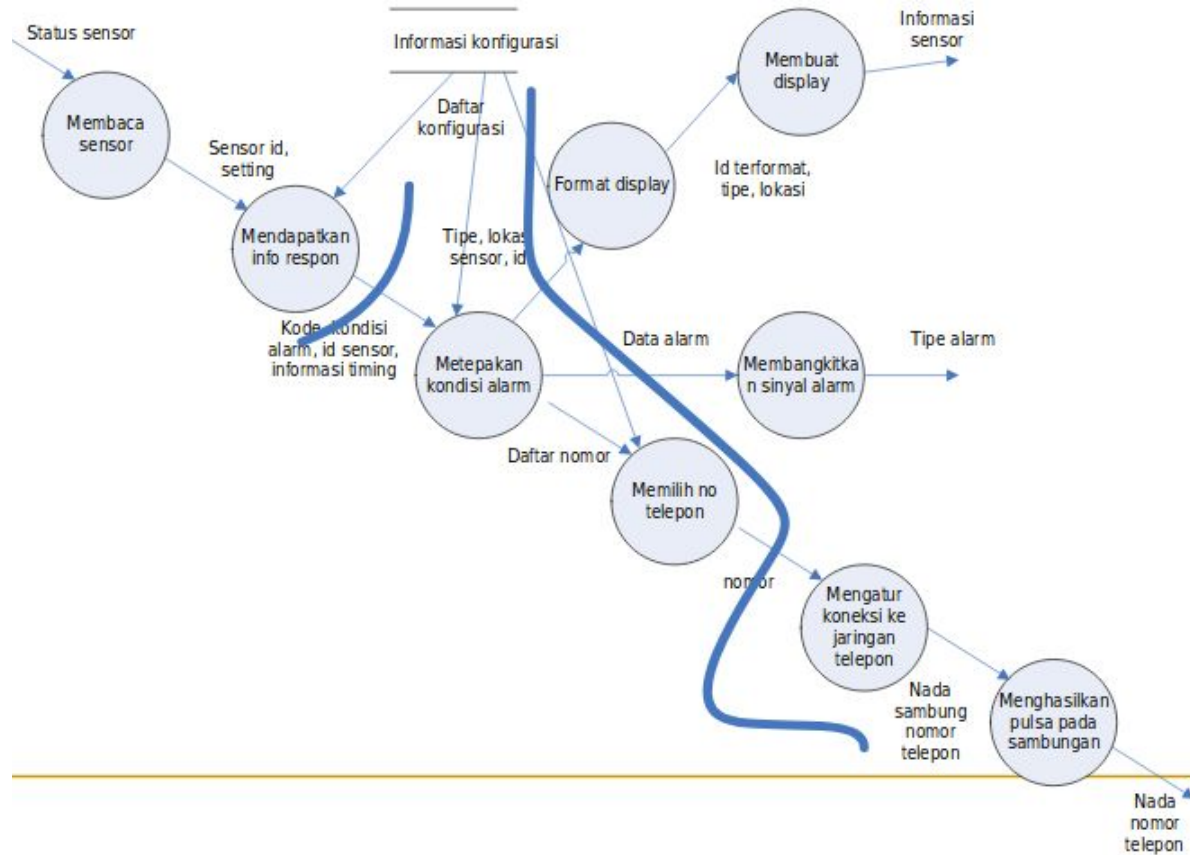 Status sensor
Informasi konfigurasi
Informasi
sensor
Membuat
display
Membaca
sensor
Daftar
konfigurasi
Sensor id,
setting
Format display
Id terformat,
tipe, lokasi
Mendapatkan
info respon
Tipe, lokasi
sensor, id
Kode, kondisi
alarm, id sensor,
informasi timing
Metepakan
kondisi alarm
Data alarm
Membangkitka
n sinyal alarm
Tipe alarm
Daftar nomor
Memilih no
telepon
nomor
Mengatur
koneksi ke
jaringan
telepon
Nada
sambung
nomor
telepon
Menghasilkan
pulsa pada
sambungan
Nada
nomor
telepon